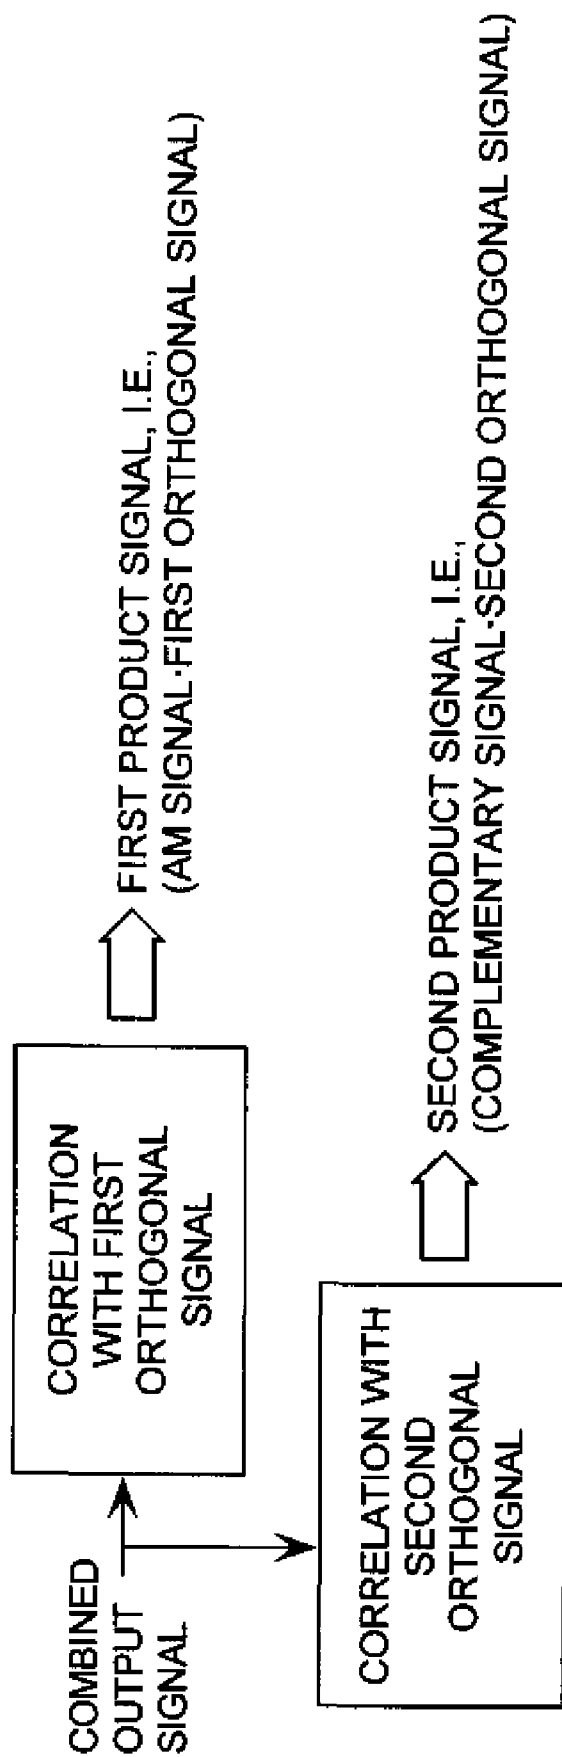 COMBINED
OUTPUT
SIGNAL
CORRELATION
WITH FIRST
ORTHOGONAL
SIGNAL
FIRST PRODUCT SIGNAL, I.E.,
(AM SIGNAL·FIRST ORTHOGONAL SIGNAL)
CORRELATION WITH
SECOND
ORTHOGONAL
SIGNAL
SECOND PRODUCT SIGNAL, I.E.,
(COMPLEMENTARY SIGNAL·SECOND ORTHOGONAL SIGNAL)